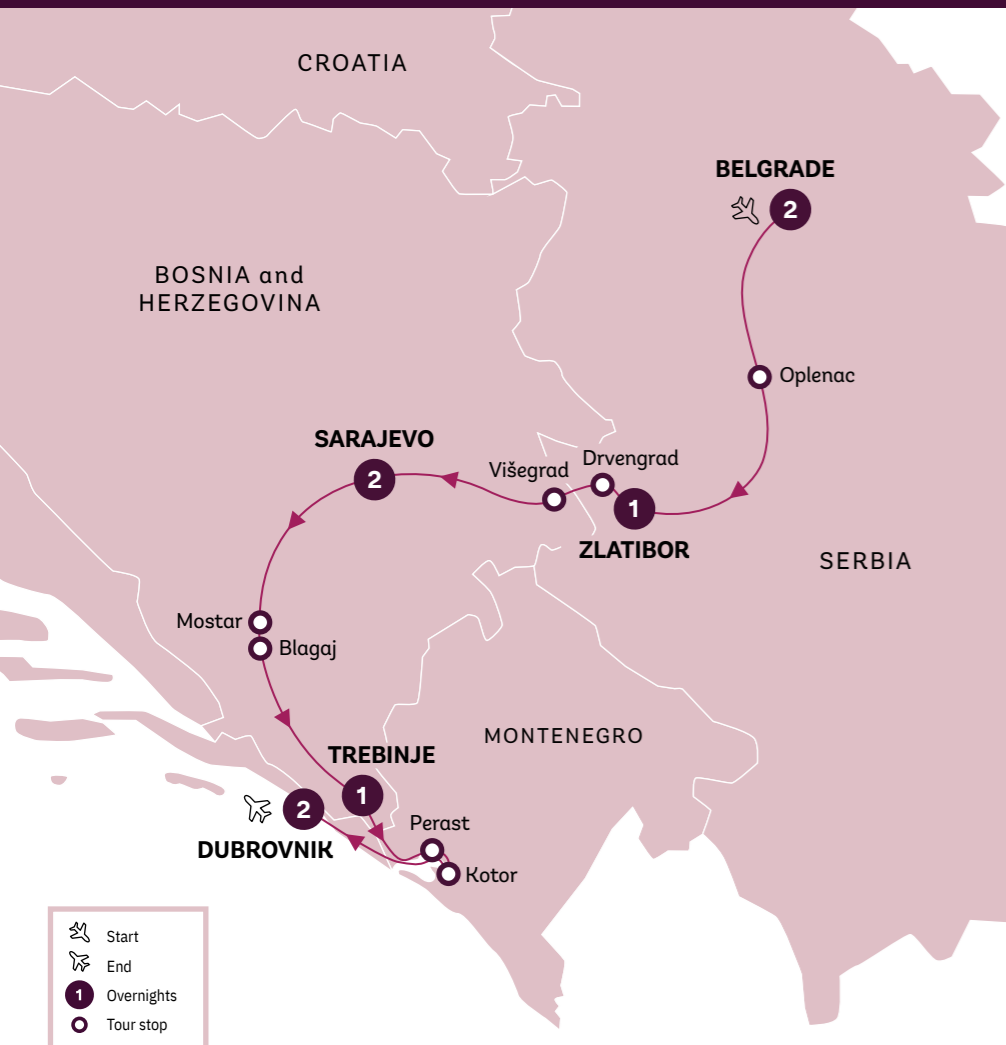 CROATIA
BELGRADE
2
BOSNIA and
HERZEGOVINA
Oplenac
SARAJEVO
2
Višegrad
Drvengrad
1
ZLATIBOR
SERBIA
Mostar
Blagaj
MONTENEGRO
TREBINJE
1
2
DUBROVNIK
Perast
Kotor
Start
End
1 Overnights
Tour stop